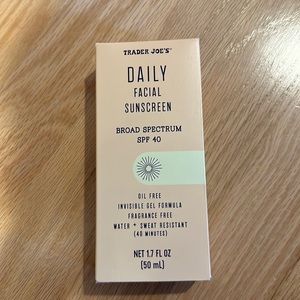 TRADER JOE'S
DAILY
FACIAL
SUNSCREEN
BROAD SPECTRUM
SPF 40
OIL FREE
INVISIBLE GEL FORMULA
FRAGRANCE FREE
WATER + SWEAT RESISTANT
(40 MINUTES)
NET 1.7 FL OZ
(50 mL)